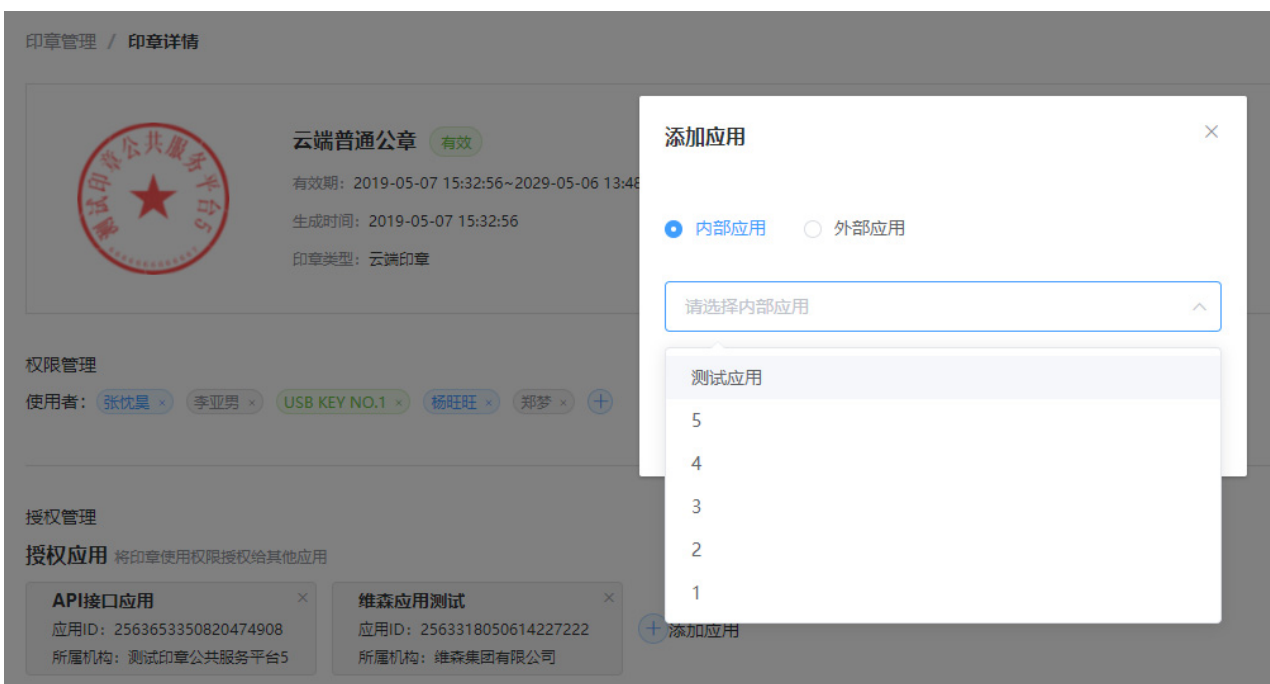 印章管理 / 印章详情
测试印章公共服务平台5
云端普通公章 有效
有效期：2019-05-07 15:32:56~2029-05-06 13:48
生成时间：2019-05-07 15:32:56
印章类型：云端印章
权限管理
使用者：张忱昊 × 李亚男 × USB KEY NO.1 × 杨旺旺 × 郑梦 × +
授权管理
授权应用 将印章使用权限授权给其他应用
API接口应用 ×
应用ID：2563653350820474908
所属机构：测试印章公共服务平台5
维森应用测试 ×
应用ID：2563318050614227222
所属机构：维森集团有限公司
+ 添加应用
添加应用 ×
内部应用 外部应用
请选择内部应用
测试应用
5
4
3
2
1